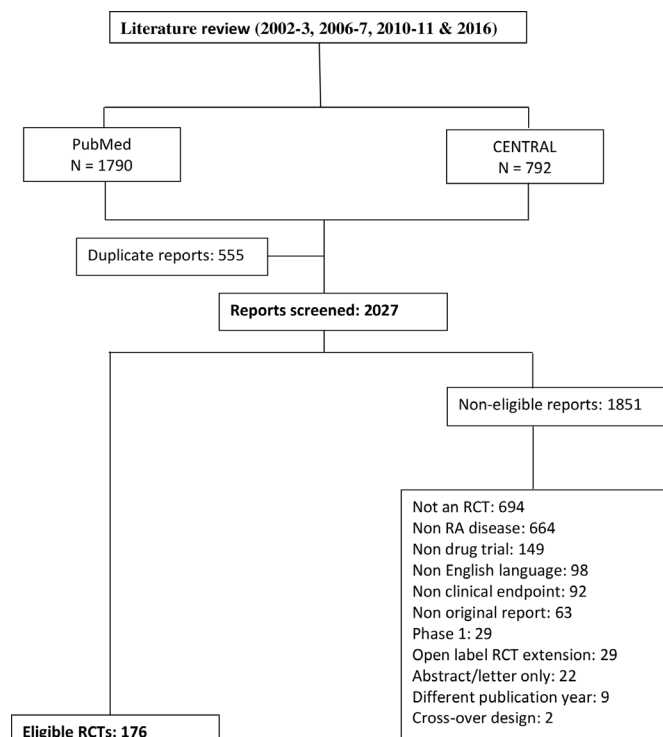 Literature review (2002-3, 2006-7, 2010-11 & 2016)
PubMed
N = 1790
CENTRAL
N = 792
Duplicate reports: 555
Reports screened: 2027
Non-eligible reports: 1851
Not an RCT: 694
Non RA disease: 664
Non drug trial: 149
Non English language: 98
Non clinical endpoint: 92
Non original report: 63
Phase 1: 29
Open label RCT extension: 29
Abstract/letter only: 22
Different publication year: 9
Cross-over design: 2
Eligible RCTs: 176